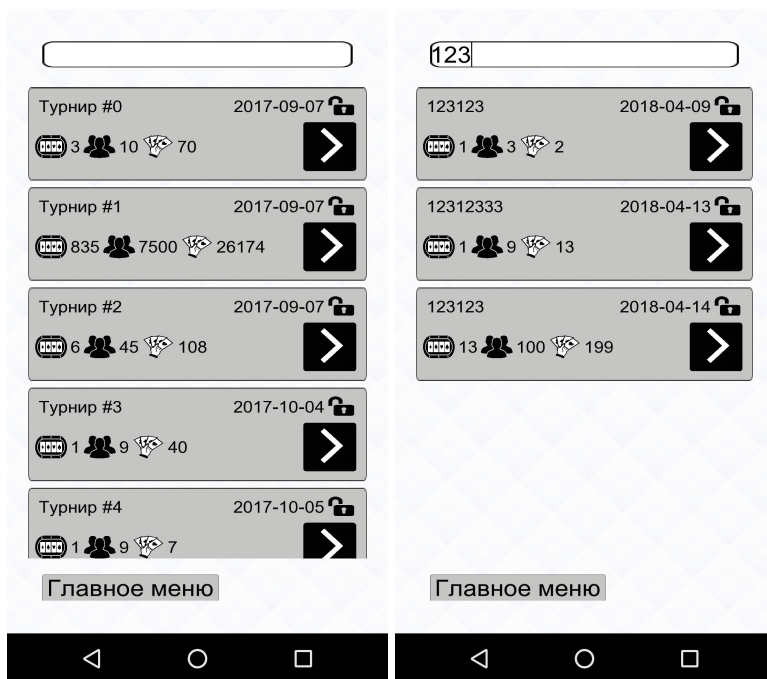 Турнир #0 2017-09-07
3 10 70
Турнир #1 2017-09-07
835 7500 26174
Турнир #2 2017-09-07
6 45 108
Турнир #3 2017-10-04
1 9 40
Турнир #4 2017-10-05
1 9 7
Главное меню
123
123123 2018-04-09
1 3 2
12312333 2018-04-13
1 9 13
123123 2018-04-14
13 100 199
Главное меню